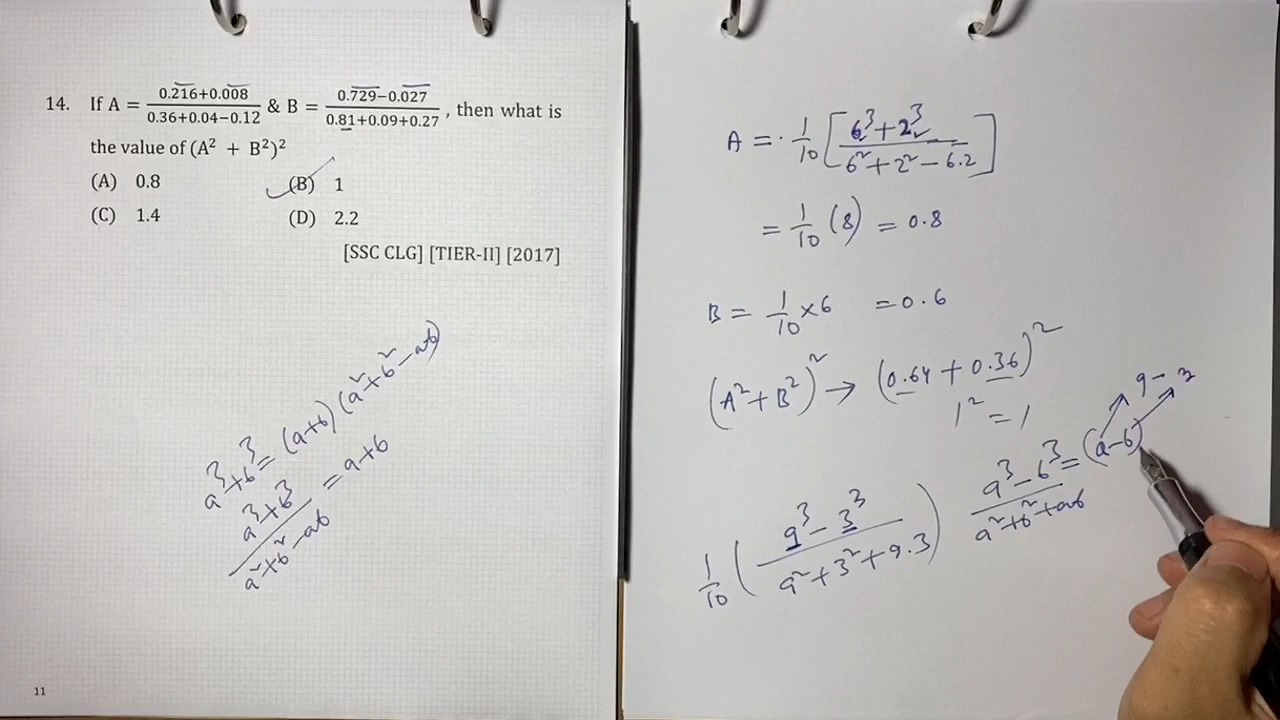 14. If A = 0.216+0.008 / 0.36+0.04−0.12 & B = 0.729−0.027 / 0.81+0.09+0.27 , then what is
the value of (A² + B²)²
(A) 0.8 (B) 1
(C) 1.4 (D) 2.2
[SSC CLG] [TIER-II] [2017]
a³+b³ = (a+b)(a²+b²−ab)
a³+b³ / a²+b²−ab = a+b
11
A = 1/10 [ 6³+2³ / 6²+2²−6.2 ]
= 1/10 (8) = 0.8
B = 1/10 ×6 = 0.6
(A²+B²)² → (0.64 + 0.36)²
1² = 1
9 − 3
a³−b³ / a²+b²+ab = (a−b)
1/10 ( 9³−3³ / 9²+3²+9.3 )